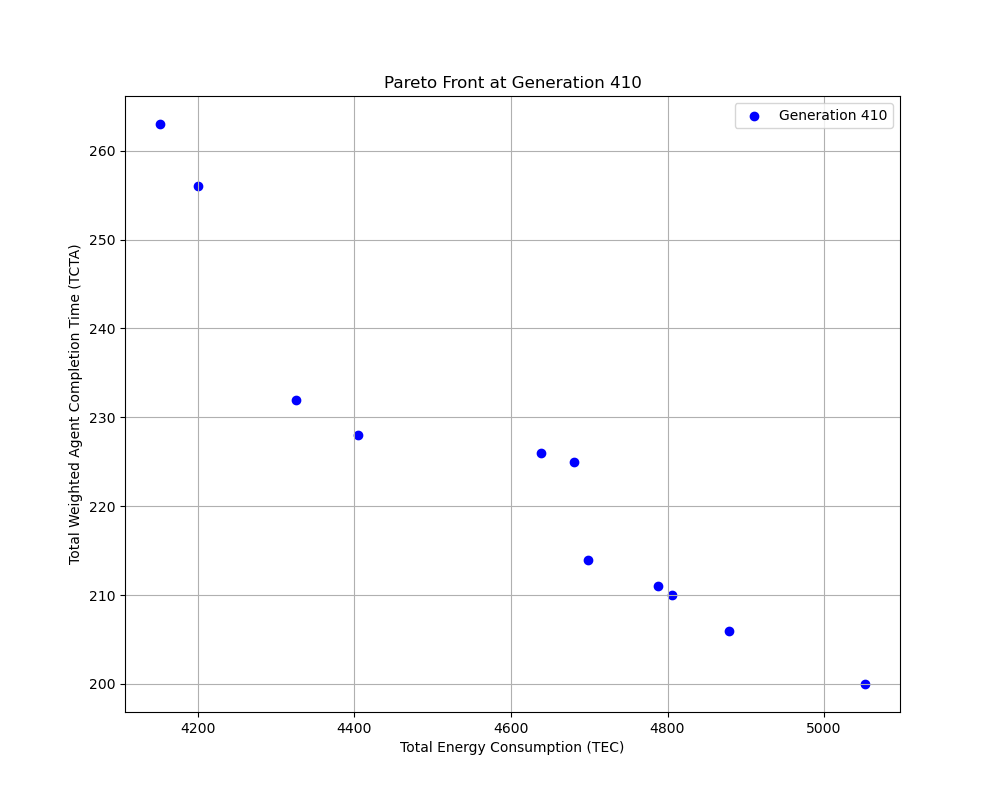 Pareto Front at Generation 410
Generation 410
Total Weighted Agent Completion Time (TCTA)
260
250
240
230
220
210
200
4200 4400 4600 4800 5000
Total Energy Consumption (TEC)